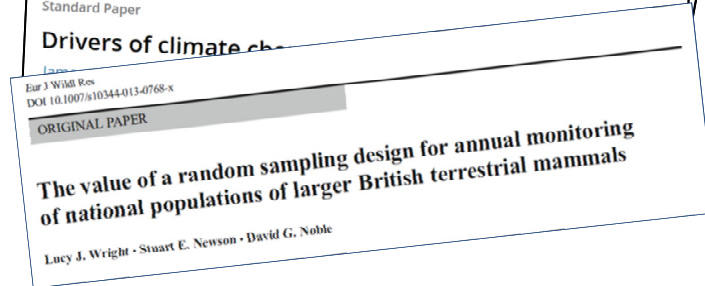 Standard Paper
Drivers of climate
Eur J Wildl Res
DOI 10.1007/s10344-013-0768-x
ORIGINAL PAPER
The value of a random sampling design for annual monitoring
of national populations of larger British terrestrial mammals
Lucy J. Wright · Stuart E. Newson · David G. Noble